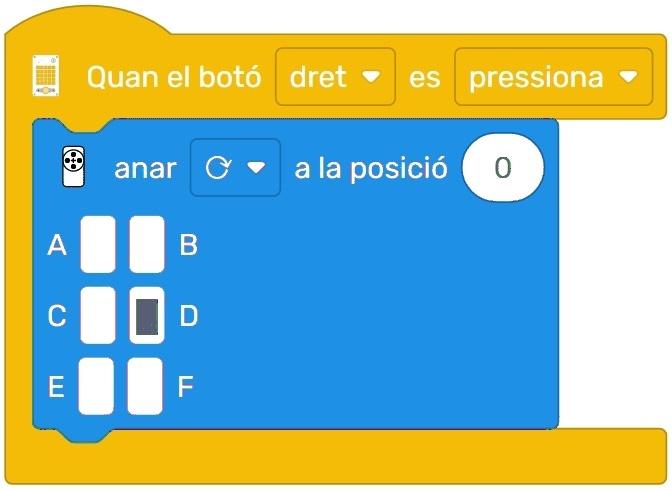 Quan el botó dret es pressiona
anar a la posició 0
A B
C D
E F